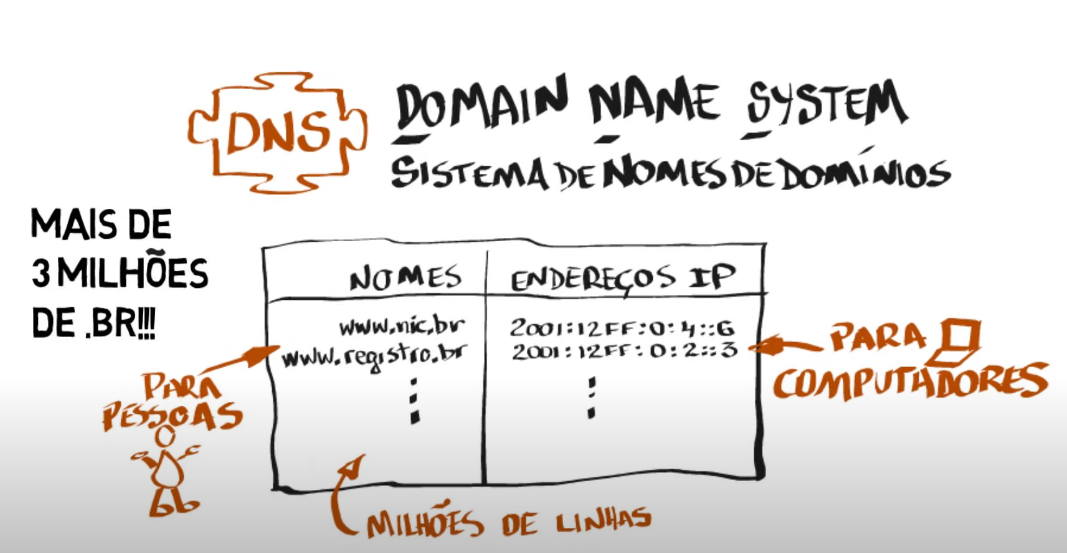 DNS
DOMAIN NAME SYSTEM
SISTEMA DE NOMES DE DOMÍNIOS
MAIS DE
3 MILHÕES
DE .BR!!!
NOMES
ENDEREÇOS IP
www.nic.br
2001:12FF:0:4::6
www.registro.br
2001:12FF:0:2::3
PARA
PESSOAS
PARA
COMPUTADORES
MILHÕES DE LINHAS